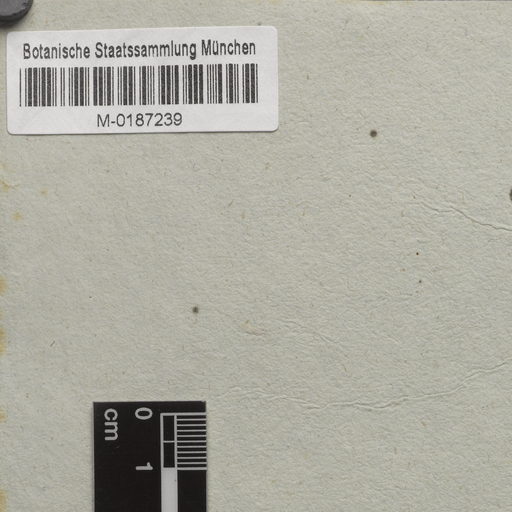 Botanische Staatssammlung München
M-0187239
cm
0
1